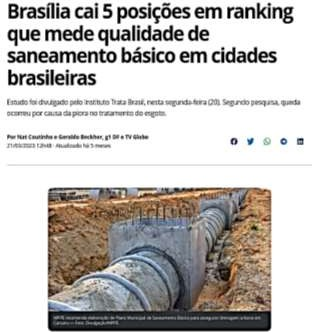 Brasília cai 5 posições em ranking
que mede qualidade de
saneamento básico em cidades
brasileiras
Estudo foi divulgado pelo Instituto Trata Brasil, nesta segunda-feira (20). Segundo pesquisa, queda
ocorreu por causa da piora no tratamento do esgoto.
Por Nat Coutinho e Geraldo Beckher, g1 DF e TV Globo
21/03/2023 12h48 · Atualizado há 5 meses
MPPE recomenda elaboração de Plano Municipal de Saneamento Básico para assegurar drenagem urbana em
Caruaru — Foto: Divulgação/MPPE